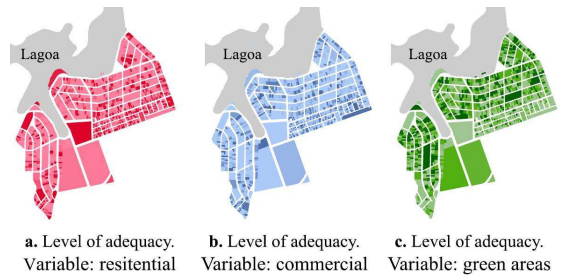 Lagoa
Lagoa
Lagoa
a. Level of adequacy.
Variable: resitential
b. Level of adequacy.
Variable: commercial
c. Level of adequacy.
Variable: green areas